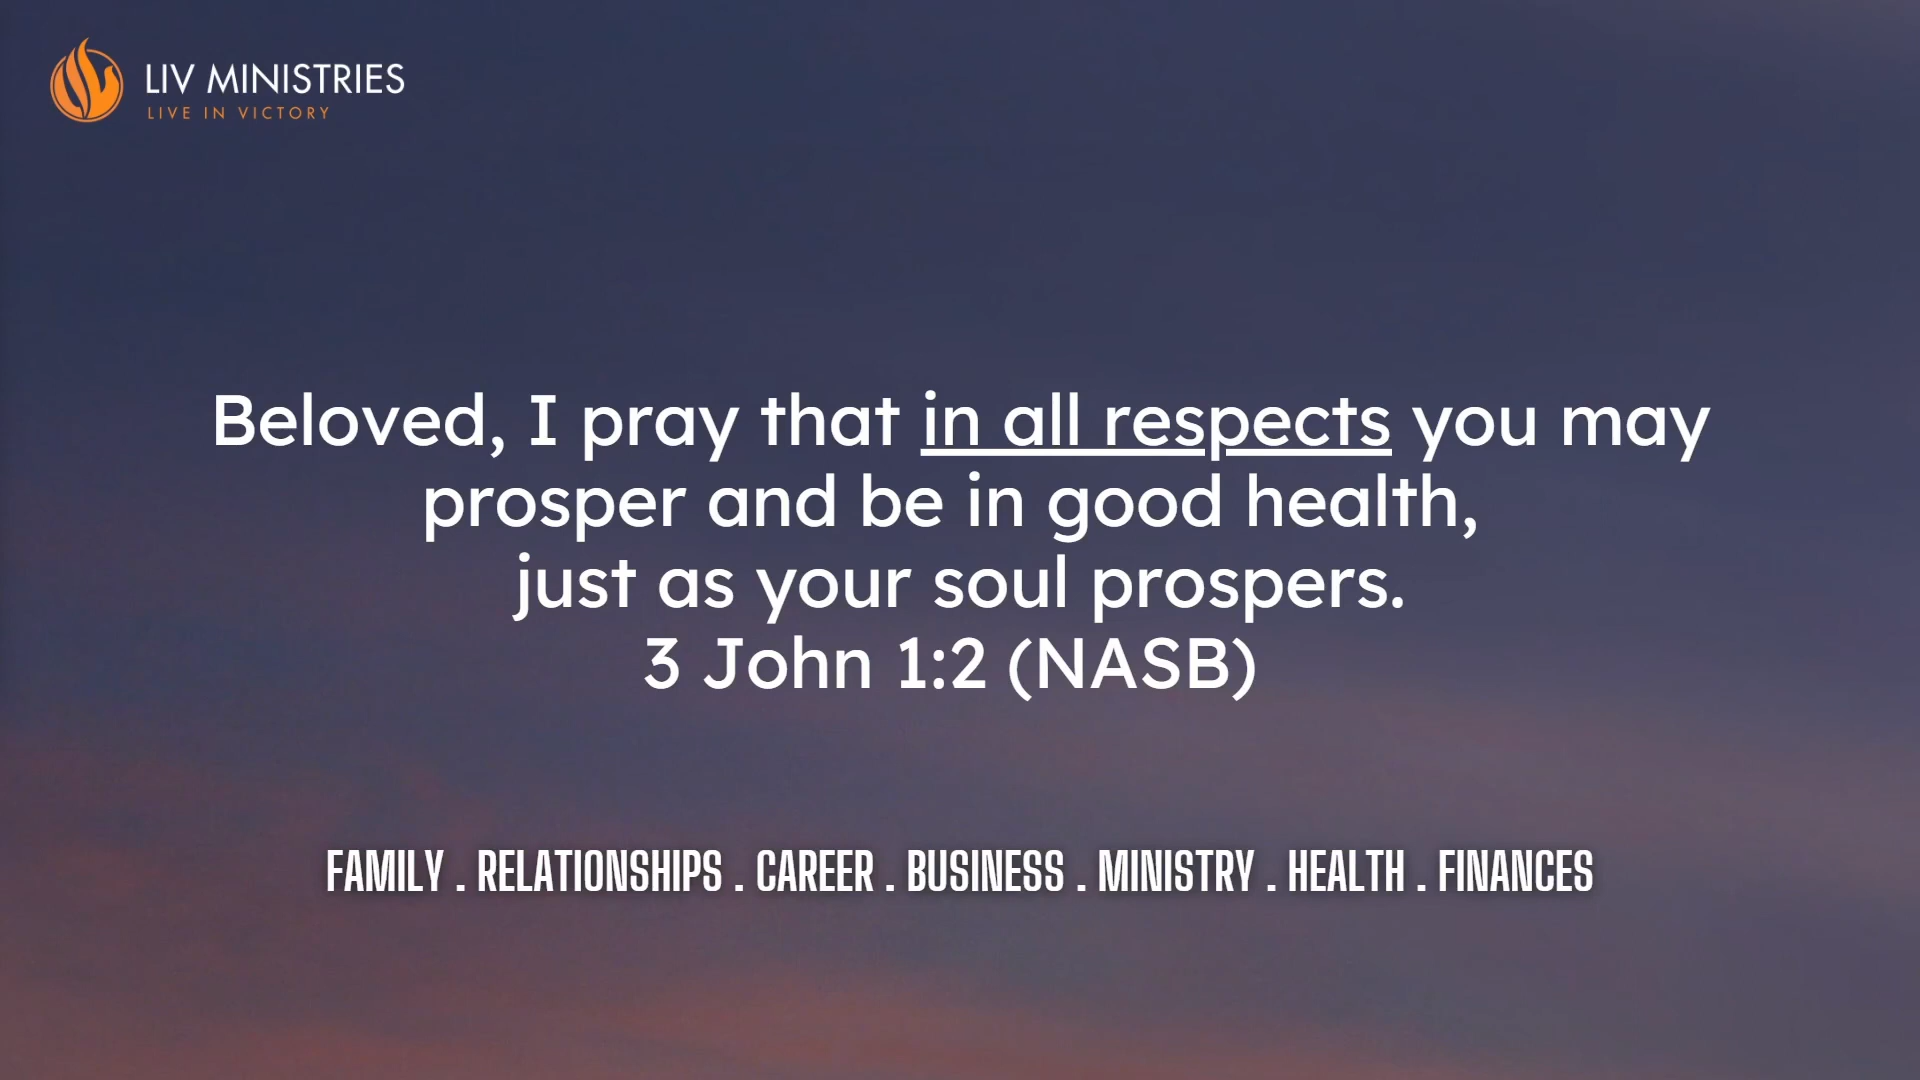 LIV MINISTRIES
LIVE IN VICTORY
Beloved, I pray that in all respects you may
prosper and be in good health,
just as your soul prospers.
3 John 1:2 (NASB)
FAMILY . RELATIONSHIPS . CAREER . BUSINESS . MINISTRY . HEALTH . FINANCES